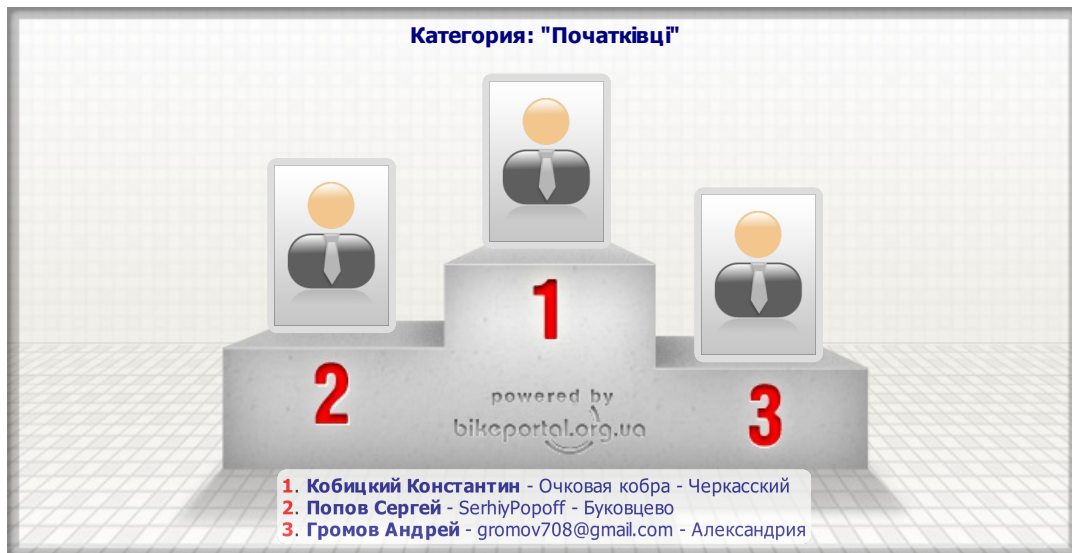 Категория: "Початківці"
1
2
3
powered by
bikeportal.org.ua
1. Кобицкий Константин - Очковая кобра - Черкасский
2. Попов Сергей - SerhiyPopoff - Буковцево
3. Громов Андрей - gromov708@gmail.com - Александрия